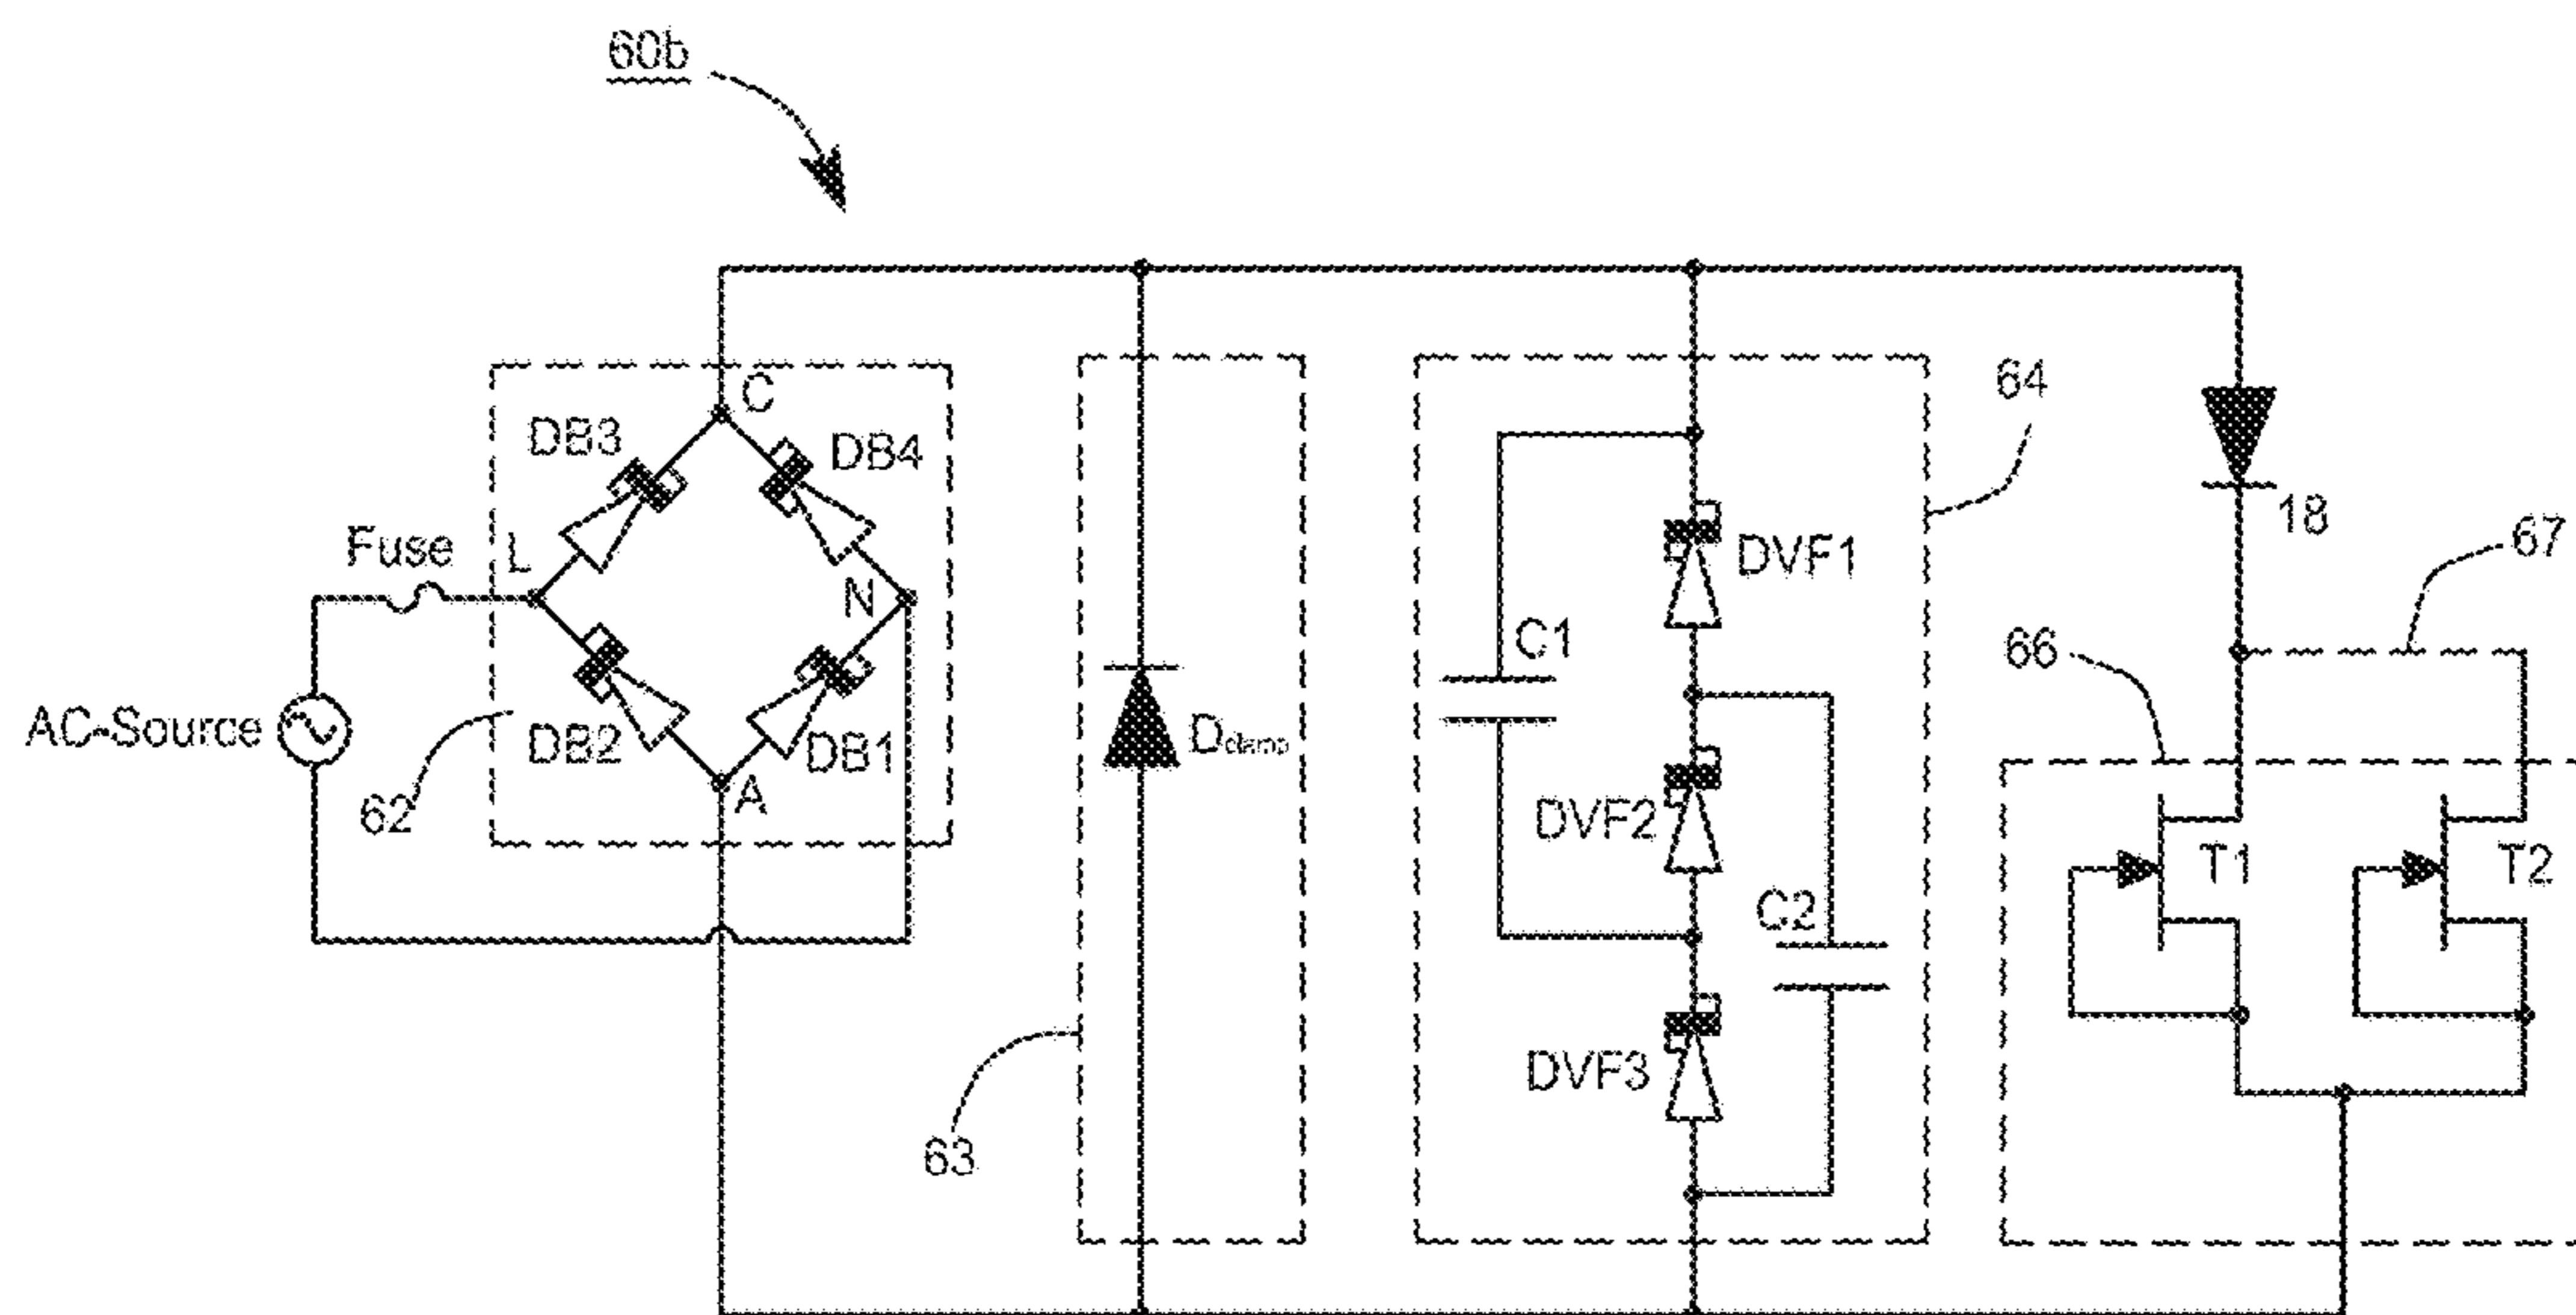 60b
C
DB3
DB4
64
Fuse
L
N
18
67
DVF1
C1
66
AC-Source
DB2
DB1
Dclamp
A
62
DVF2
C2
T1
T2
DVF3
63